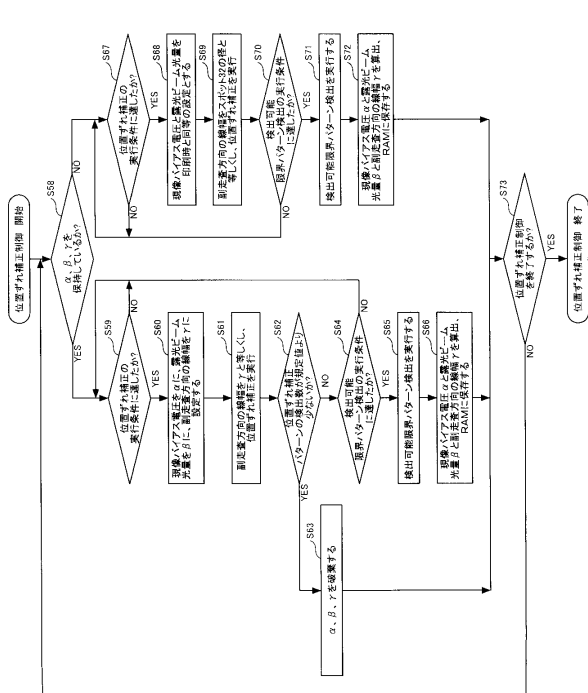 位置ずれ補正制御 開始
S58
α、β、γを
保持しているか?
YES
NO
S59
位置ずれ補正の
実行条件に達したか?
NO
YES
S60
現像バイアス電圧をαに、露光ビーム
光量をβに、副走査方向の線幅をγに
設定する
S61
副走査方向の線幅をγと等しくし、
位置ずれ補正を実行
S62
位置ずれ補正
パターンの検出数が規定値より
少ないか?
YES
NO
S63
α、β、γを破棄する
S64
検出可能
限界パターン検出の実行条件
に達したか?
NO
YES
S65
検出可能限界パターン検出を実行する
S66
現像バイアス電圧αと露光ビーム
光量βと副走査方向の線幅γを算出、
RAMに保存する
S67
位置ずれ補正の
実行条件に達したか?
NO
YES
S68
現像バイアス電圧と露光ビーム光量を
印刷時と同等の設定とする
S69
副走査方向の線幅をスポット32の径と
等しくし、位置ずれ補正を実行
S70
検出可能
限界パターン検出の実行条件
に達したか?
NO
YES
S71
検出可能限界パターン検出を実行する
S72
現像バイアス電圧αと露光ビーム
光量βと副走査方向の線幅γを算出、
RAMに保存する
S73
位置ずれ補正制御
を終了するか?
NO
YES
位置ずれ補正制御 終了